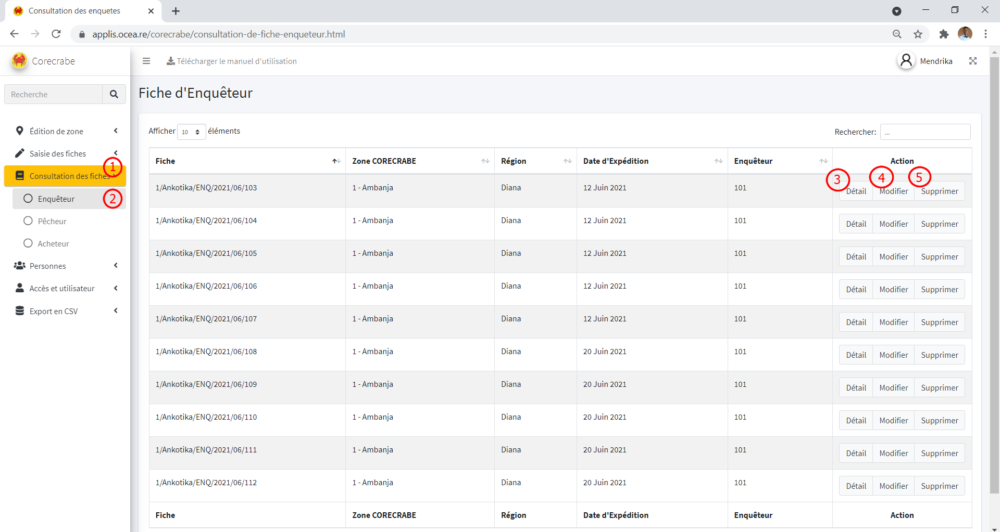 Consultation des enquetes
applis.ocea.re/corecrabe/consultation-de-fiche-enqueteur.html
Corecrabe
Télécharger le manuel d'utilisation
Mendrika
Recherche
Fiche d'Enquêteur
Édition de zone
Saisie des fiches
1
Consultation des fiches
Enquêteur
2
Pêcheur
Acheteur
Personnes
Accès et utilisateur
Export en CSV
Afficher 10 éléments
Rechercher: ...
Fiche Zone CORECRABE Région Date d'Expédition Enquêteur Action
3 4 5
1/Ankotika/ENQ/2021/06/103 1 - Ambanja Diana 12 Juin 2021 101 Détail Modifier Supprimer
1/Ankotika/ENQ/2021/06/104 1 - Ambanja Diana 12 Juin 2021 101 Détail Modifier Supprimer
1/Ankotika/ENQ/2021/06/105 1 - Ambanja Diana 12 Juin 2021 101 Détail Modifier Supprimer
1/Ankotika/ENQ/2021/06/106 1 - Ambanja Diana 12 Juin 2021 101 Détail Modifier Supprimer
1/Ankotika/ENQ/2021/06/107 1 - Ambanja Diana 12 Juin 2021 101 Détail Modifier Supprimer
1/Ankotika/ENQ/2021/06/108 1 - Ambanja Diana 20 Juin 2021 101 Détail Modifier Supprimer
1/Ankotika/ENQ/2021/06/109 1 - Ambanja Diana 20 Juin 2021 101 Détail Modifier Supprimer
1/Ankotika/ENQ/2021/06/110 1 - Ambanja Diana 20 Juin 2021 101 Détail Modifier Supprimer
1/Ankotika/ENQ/2021/06/111 1 - Ambanja Diana 20 Juin 2021 101 Détail Modifier Supprimer
1/Ankotika/ENQ/2021/06/112 1 - Ambanja Diana 20 Juin 2021 101 Détail Modifier Supprimer
Fiche Zone CORECRABE Région Date d'Expédition Enquêteur Action